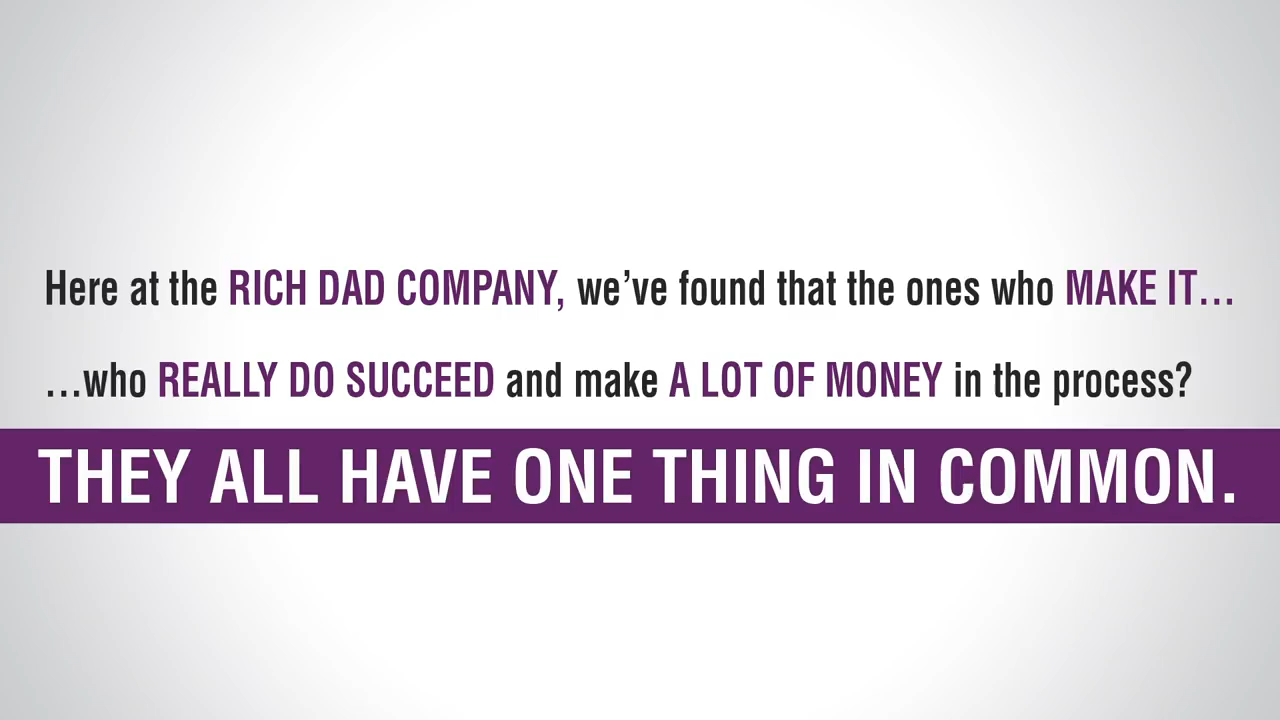 Here at the RICH DAD COMPANY, we’ve found that the ones who MAKE IT...
...who REALLY DO SUCCEED and make A LOT OF MONEY in the process?
THEY ALL HAVE ONE THING IN COMMON.